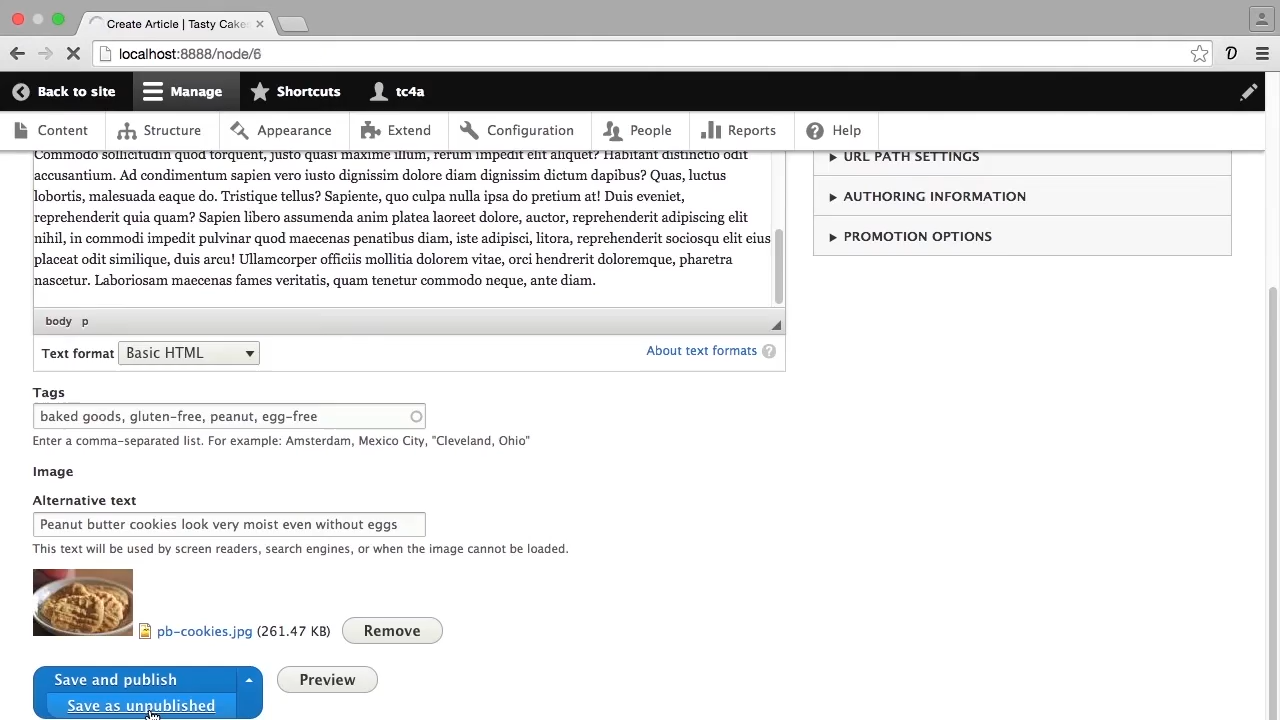 Create Article | Tasty Cake
localhost:8888/node/6
Back to site Manage Shortcuts tc4a
Content Structure Appearance Extend Configuration People Reports Help
Commodo sollicitudin quod torquent, justo quasi maxime illum, rerum impedit elit aliquet? Habitant distinctio odit
accusantium. Ad condimentum sapien vero iusto dignissim dolore diam dignissim dictum dapibus? Quas, luctus
lobortis, malesuada eaque do. Tristique tellus? Sapiente, quo culpa nulla ipsa do pretium at! Duis eveniet,
reprehenderit quia quam? Sapien libero assumenda anim platea laoreet dolore, auctor, reprehenderit adipiscing elit
nihil, in commodi impedit pulvinar quod maecenas penatibus diam, iste adipisci, litora, reprehenderit sociosqu elit eius
placeat odit similique, duis arcu! Ullamcorper officiis mollitia dolorem vitae, orci hendrerit doloremque, pharetra
nascetur. Laboriosam maecenas fames veritatis, quam tenetur commodo neque, ante diam.
body p
Text format Basic HTML About text formats ?
Tags
baked goods, gluten-free, peanut, egg-free
Enter a comma-separated list. For example: Amsterdam, Mexico City, "Cleveland, Ohio"
Image
Alternative text
Peanut butter cookies look very moist even without eggs
This text will be used by screen readers, search engines, or when the image cannot be loaded.
pb-cookies.jpg (261.47 KB) Remove
Save and publish Preview
Save as unpublished
URL PATH SETTINGS
AUTHORING INFORMATION
PROMOTION OPTIONS